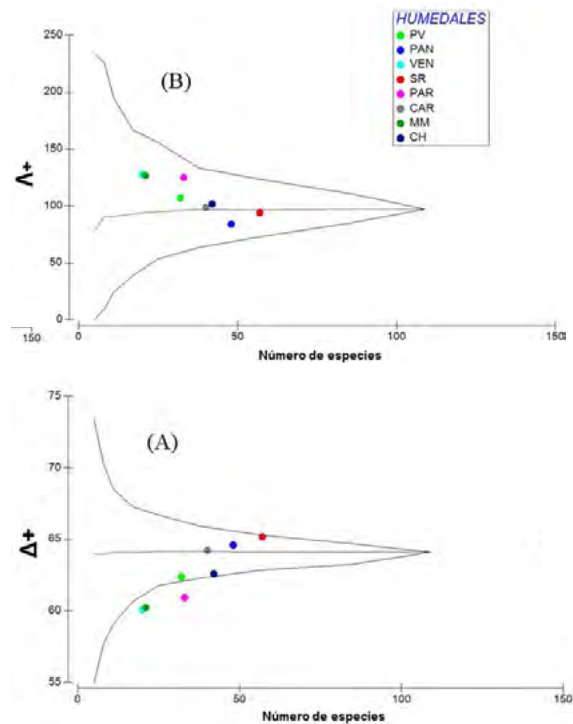 HUMEDALES
PV
PAN
VEN
SR
PAR
CAR
MM
CH
(B)
250
200
150
100
50
0
Λ+
150
0
50
100
150
Número de especies
(A)
75
70
65
60
55
Δ+
0
50
100
150
Número de especies